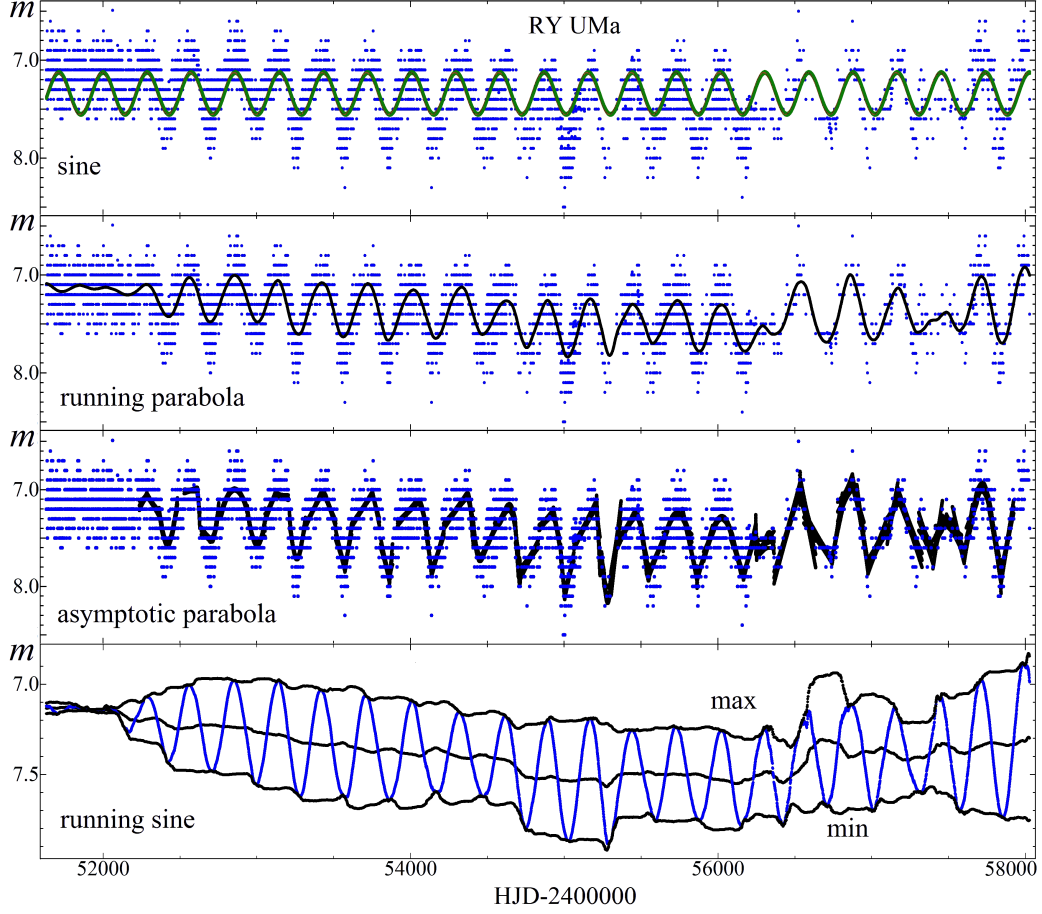 m
RY UMa
7.0
8.0
sine
m
7.0
8.0
running parabola
m
7.0
8.0
asymptotic parabola
m
7.0
max
7.5
running sine
min
52000 54000 56000 58000
HJD-2400000